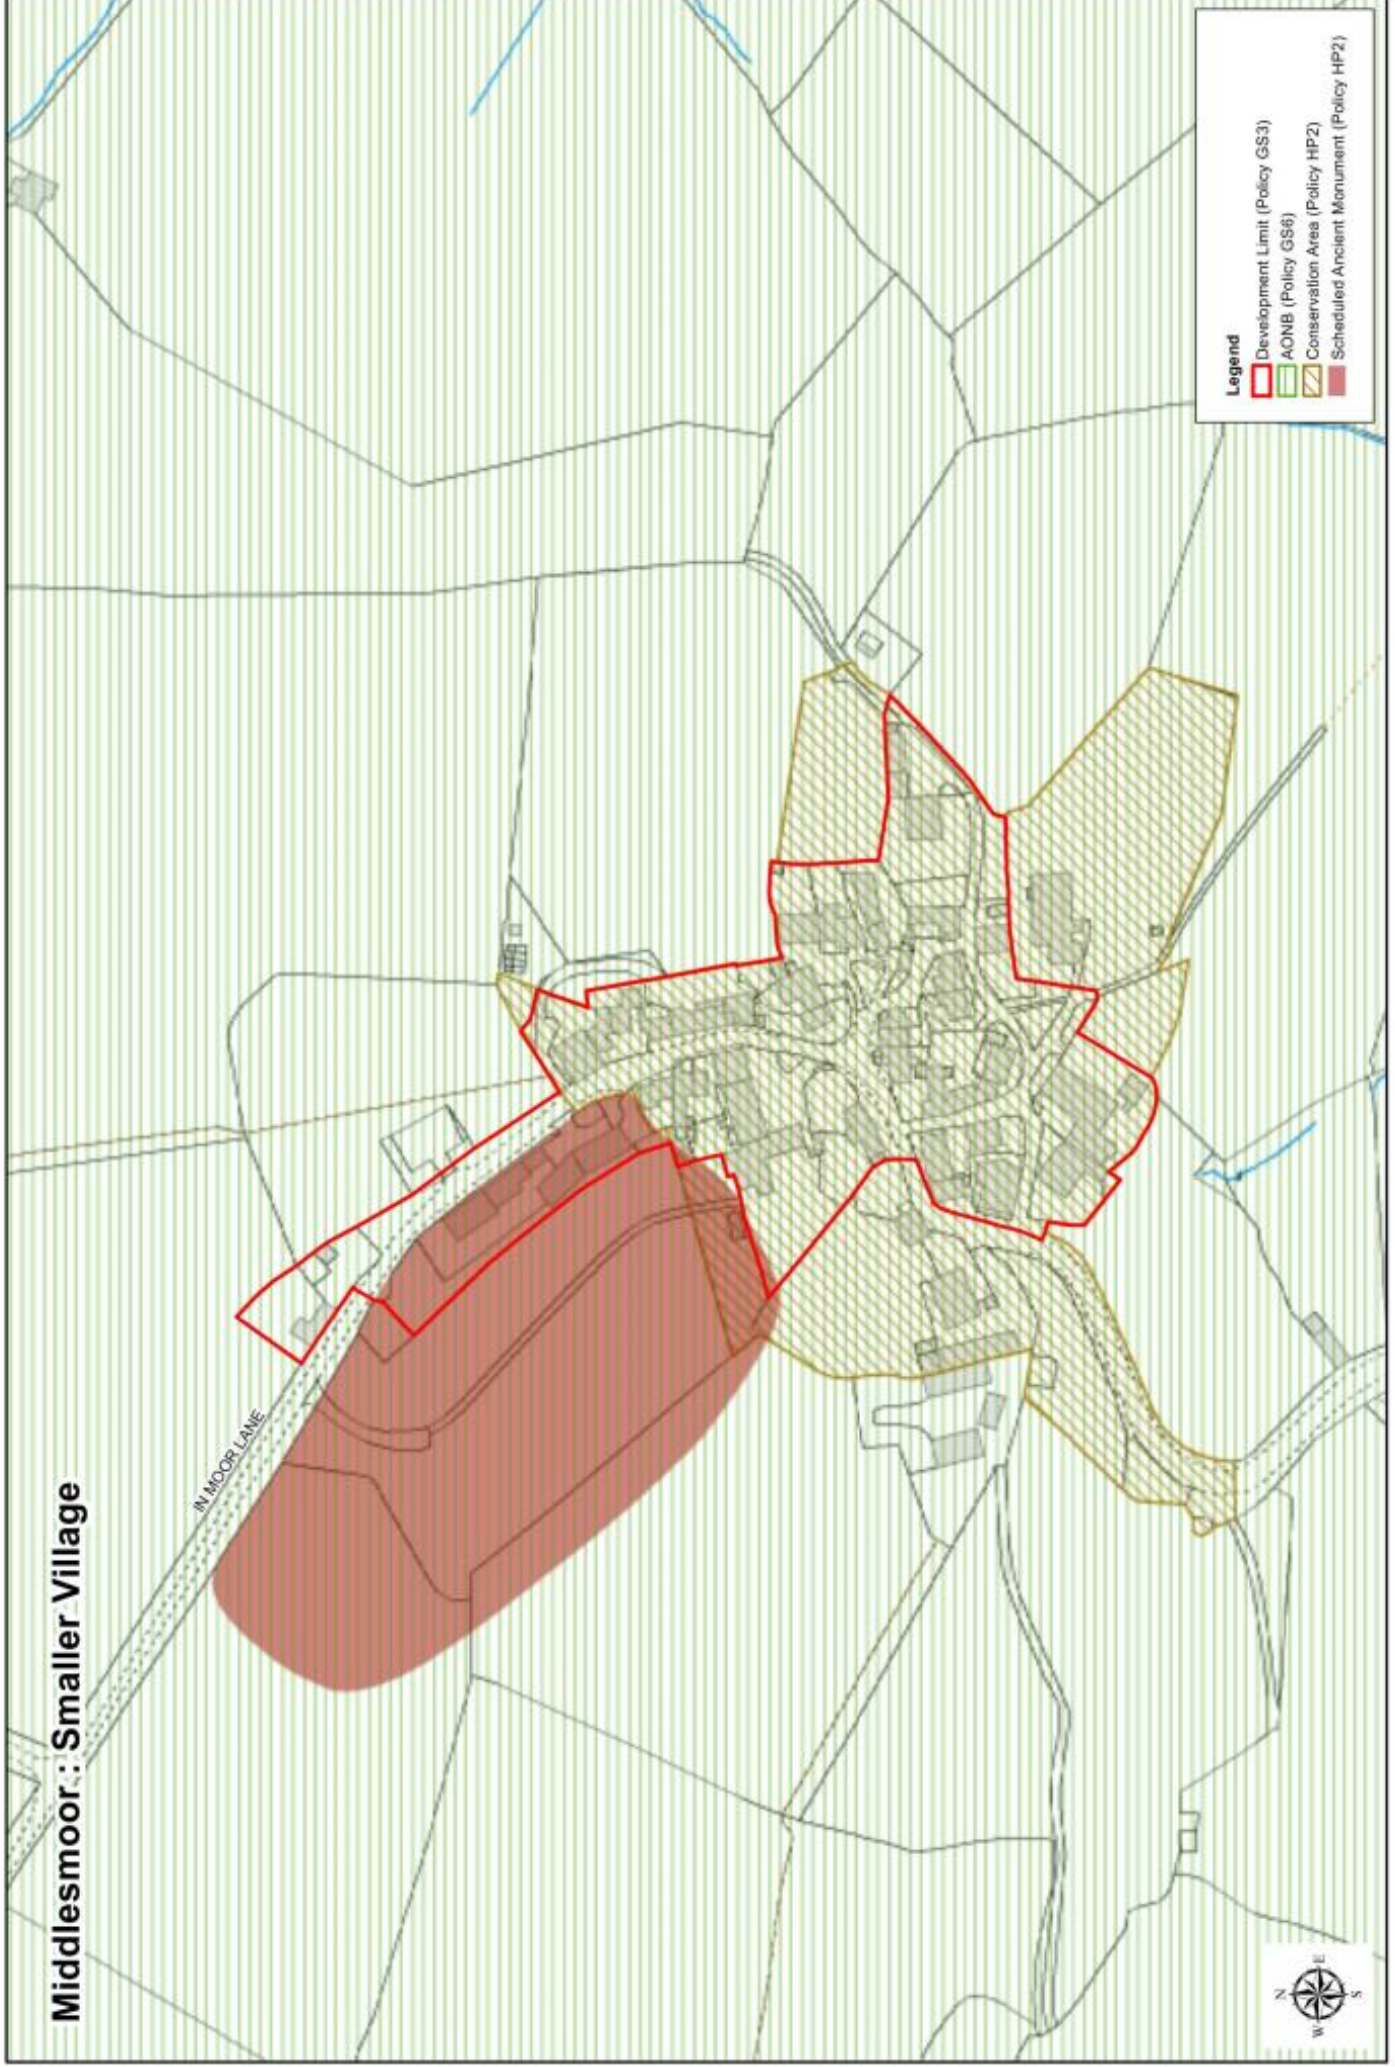 Middlesmoor : Smaller Village
IN MOOR LANE
Legend
Development Limit (Policy GS3)
AONB (Policy GS6)
Conservation Area (Policy HP2)
Scheduled Ancient Monument (Policy HP2)
N
W E
S